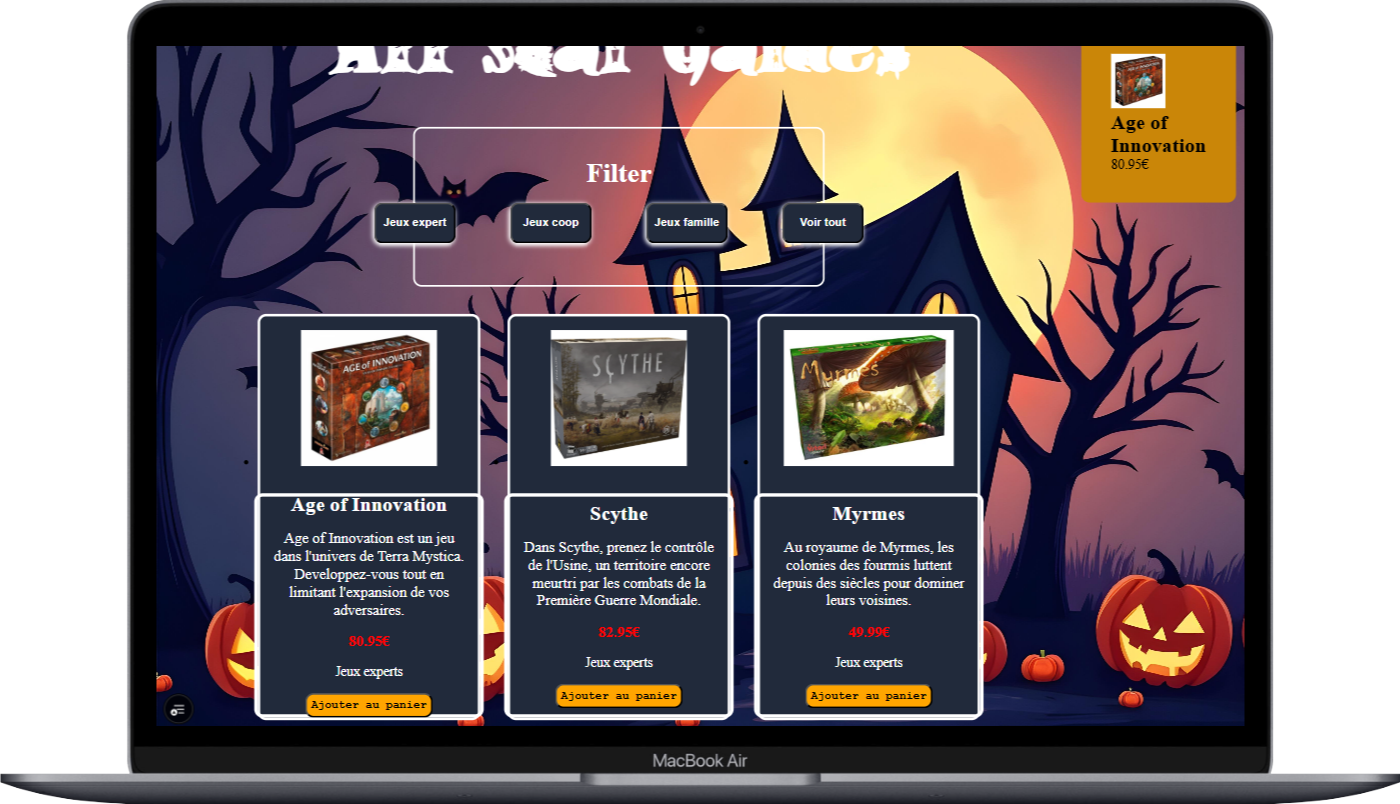 All Star Games
Age of
Innovation
80.95€
Filter
Jeux expert
Jeux coop
Jeux famille
Voir tout
AGE of INNOVATION
SCYTHE
Myrmes
Age of Innovation
Age of Innovation est un jeu
dans l'univers de Terra Mystica.
Developpez-vous tout en
limitant l'expansion de vos
adversaires.
80.95€
Jeux experts
Ajouter au panier
Scythe
Dans Scythe, prenez le contrôle
de l'Usine, un territoire encore
meurtri par les combats de la
Première Guerre Mondiale.
82.95€
Jeux experts
Ajouter au panier
Myrmes
Au royaume de Myrmes, les
colonies des fourmis luttent
depuis des siècles pour dominer
leurs voisines.
49.99€
Jeux experts
Ajouter au panier
MacBook Air